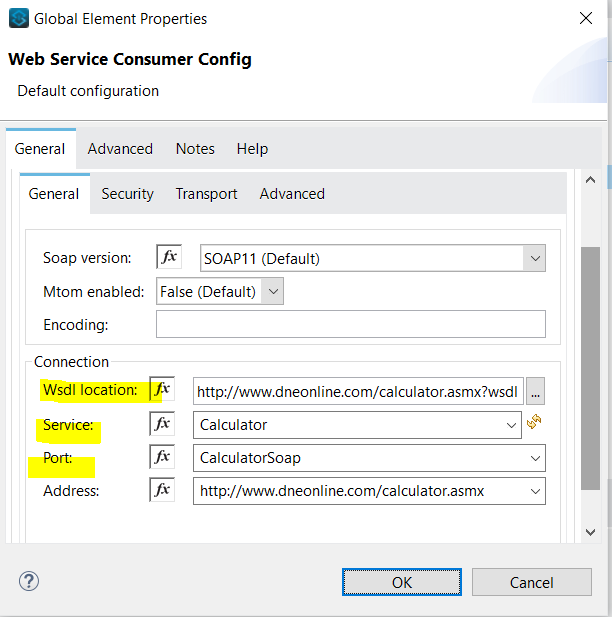 Global Element Properties
Web Service Consumer Config
Default configuration
General Advanced Notes Help
General Security Transport Advanced
Soap version: fx SOAP11 (Default)
Mtom enabled: False (Default)
Encoding:
Connection
Wsdl location: fx http://www.dneonline.com/calculator.asmx?wsdl ...
Service: fx Calculator
Port: fx CalculatorSoap
Address: fx http://www.dneonline.com/calculator.asmx
? OK Cancel